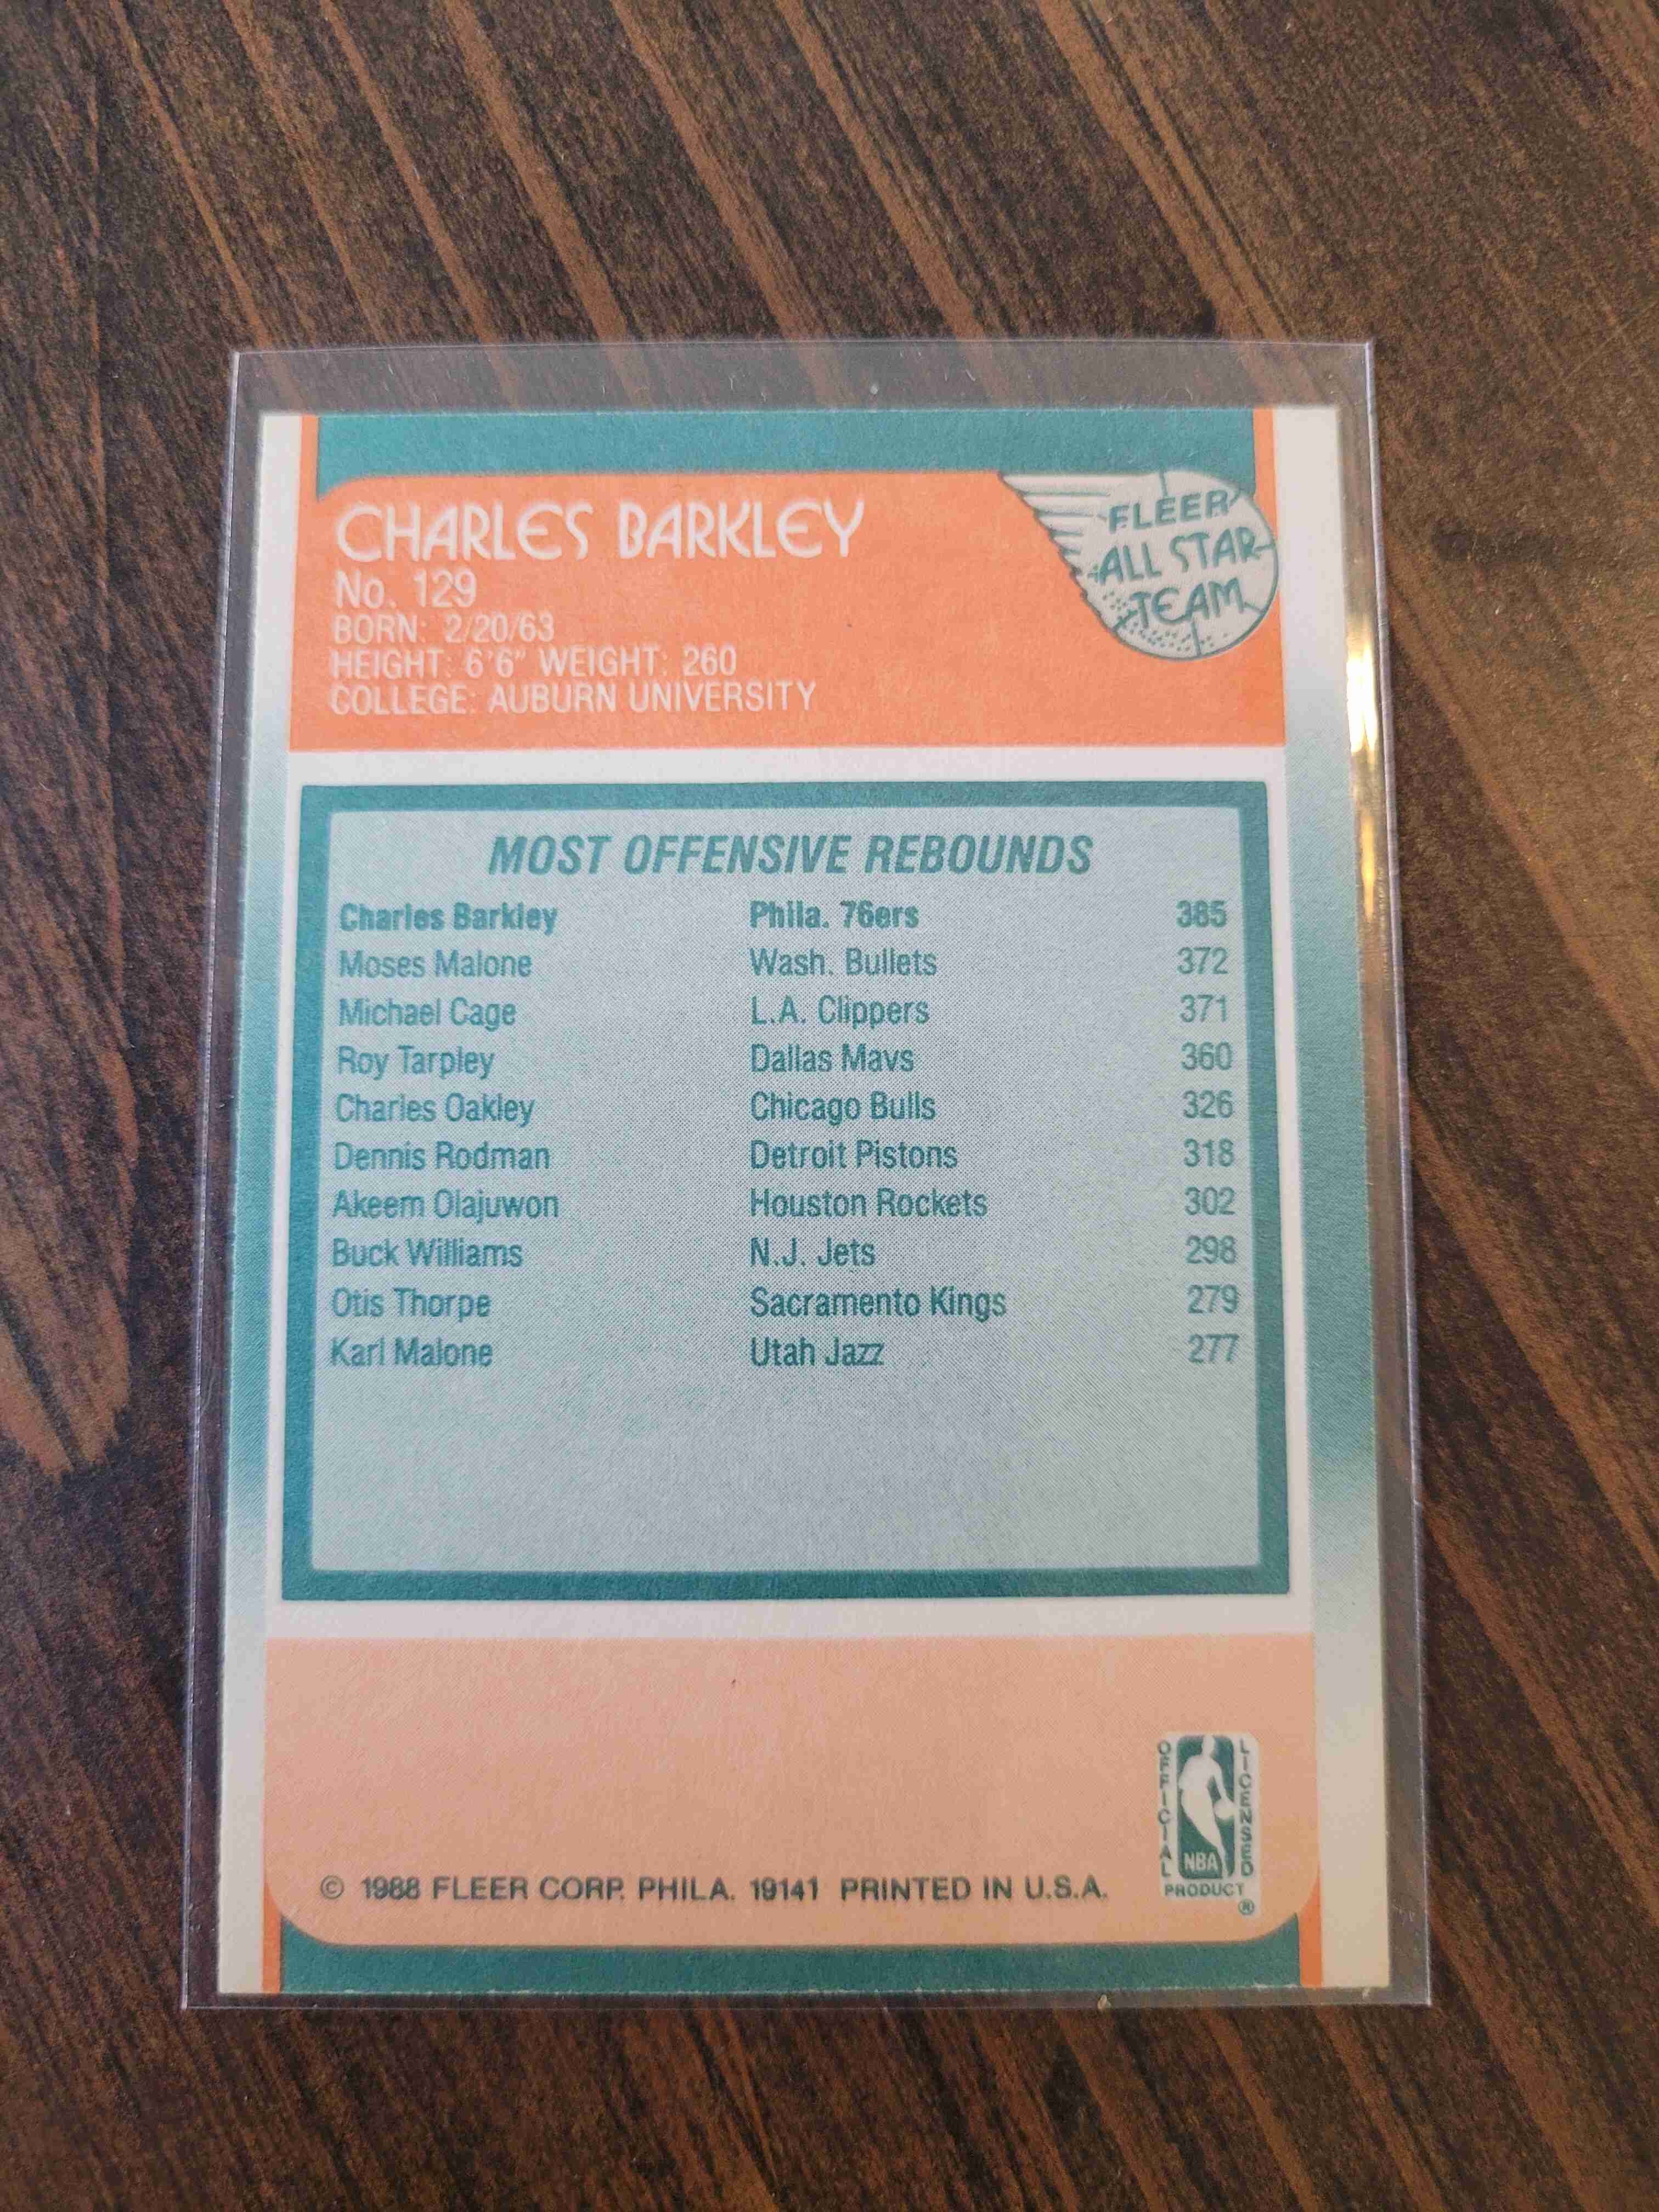 CHARLES BARKLEY
No. 129
BORN: 2/20/63
HEIGHT: 6'6" WEIGHT: 260
COLLEGE: AUBURN UNIVERSITY
FLEER
ALL STAR
TEAM
MOST OFFENSIVE REBOUNDS
Charles Barkley Phila. 76ers 385
Moses Malone Wash. Bullets 372
Michael Cage L.A. Clippers 371
Roy Tarpley Dallas Mavs 360
Charles Oakley Chicago Bulls 326
Dennis Rodman Detroit Pistons 318
Akeem Olajuwon Houston Rockets 302
Buck Williams N.J. Jets 298
Otis Thorpe Sacramento Kings 279
Karl Malone Utah Jazz 277
© 1988 FLEER CORP. PHILA. 19141 PRINTED IN U.S.A.
OFFICIAL
LICENSED
NBA
PRODUCT
®